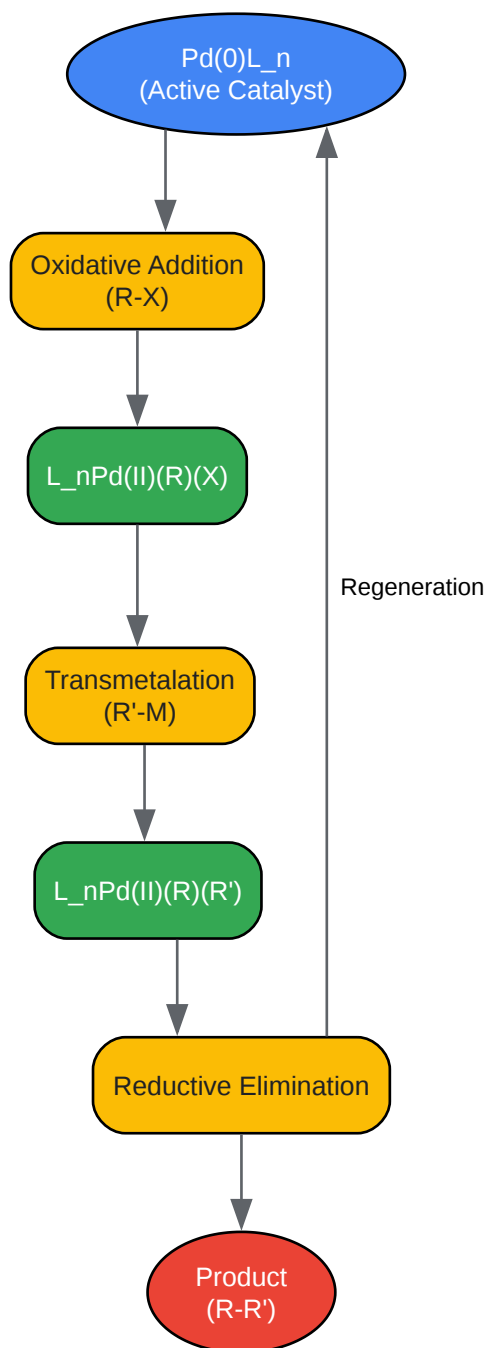 Pd(0)L_n
(Active Catalyst)
Oxidative Addition
(R-X)
L_nPd(II)(R)(X)
Regeneration
Transmetalation
(R'-M)
L_nPd(II)(R)(R')
Reductive Elimination
Product
(R-R')